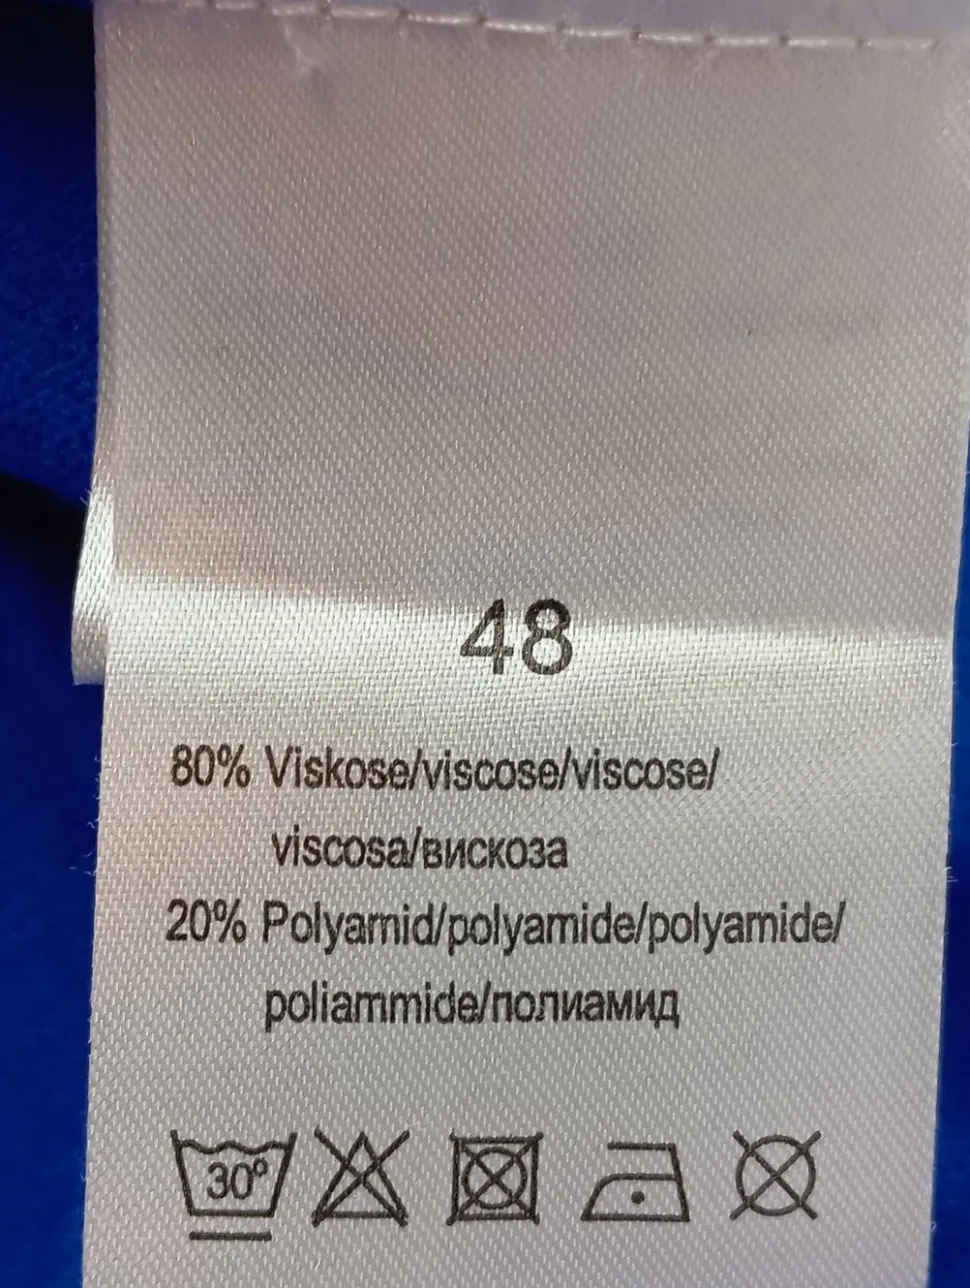 48
80% Viskose/viscose/viscose/
viscosa/вискоза
20% Polyamid/polyamide/polyamide/
poliammide/полиамид
30°